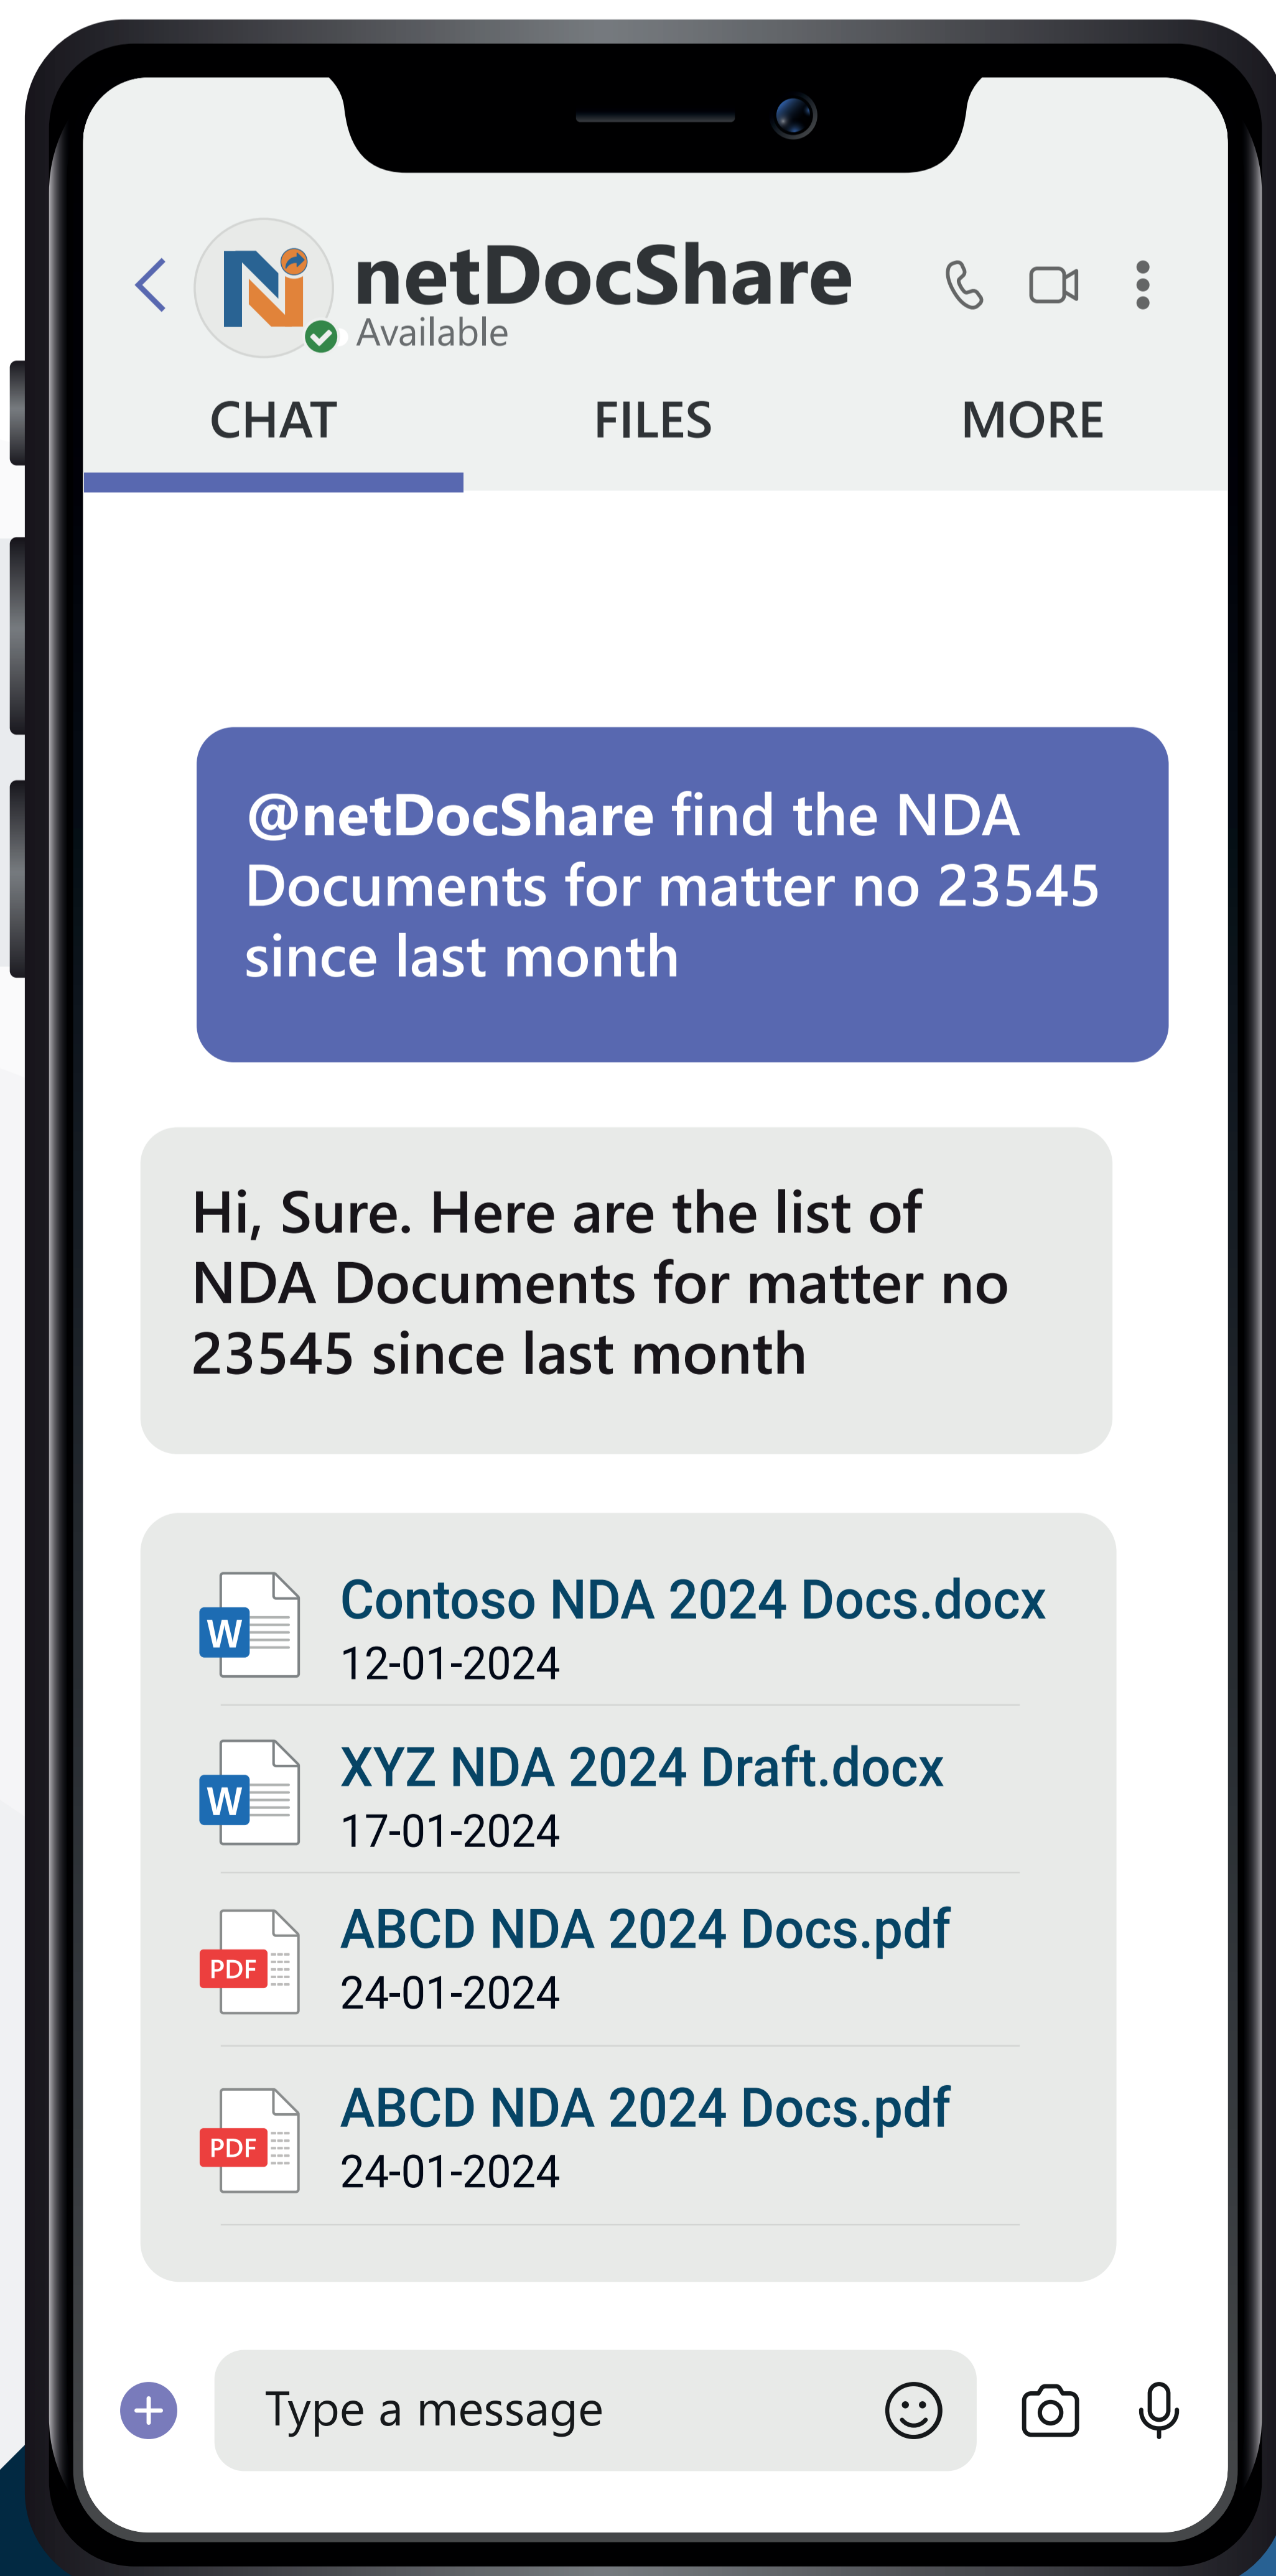 netDocShare
Available
CHAT FILES MORE
@netDocShare find the NDA
Documents for matter no 23545
since last month
Hi, Sure. Here are the list of
NDA Documents for matter no
23545 since last month
W
Contoso NDA 2024 Docs.docx
12-01-2024
W
XYZ NDA 2024 Draft.docx
17-01-2024
PDF
ABCD NDA 2024 Docs.pdf
24-01-2024
PDF
ABCD NDA 2024 Docs.pdf
24-01-2024
Type a message